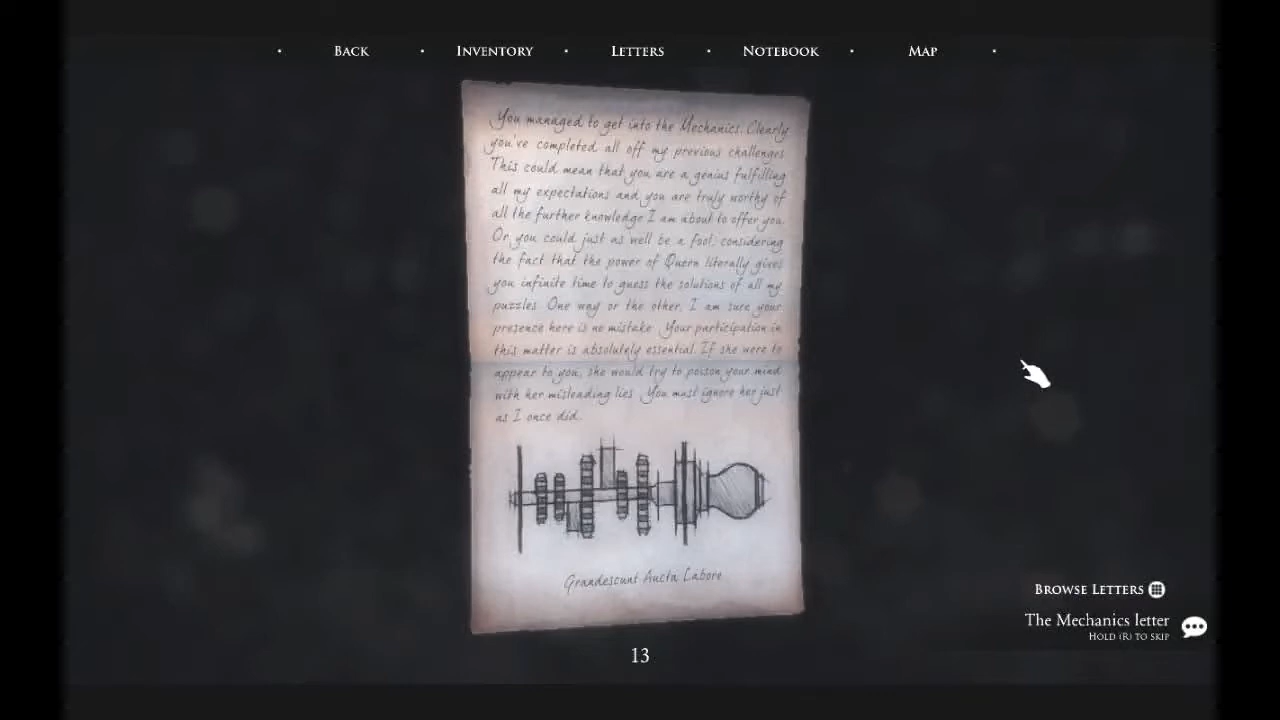 BACK
INVENTORY
LETTERS
NOTEBOOK
MAP
You managed to get into the Mechanics. Clearly
you've completed all off my previous challenges.
This could mean that you are a genius fulfilling
all my expectations and you are truly worthy of
all the further knowledge I am about to offer you.
Or you could just as well be a fool, considering
the fact that the power of Quern literally gives
you infinite time to guess the solutions of all my
puzzles. One way or the other, I am sure your
presence here is no mistake. Your participation in
this matter is absolutely essential. If she were to
appear to you, she would try to poison your mind
with her misleading lies. You must ignore her just
as I once did.
Grandescunt Aucta Labore
BROWSE LETTERS
The Mechanics letter
HOLD (R) TO SKIP
13